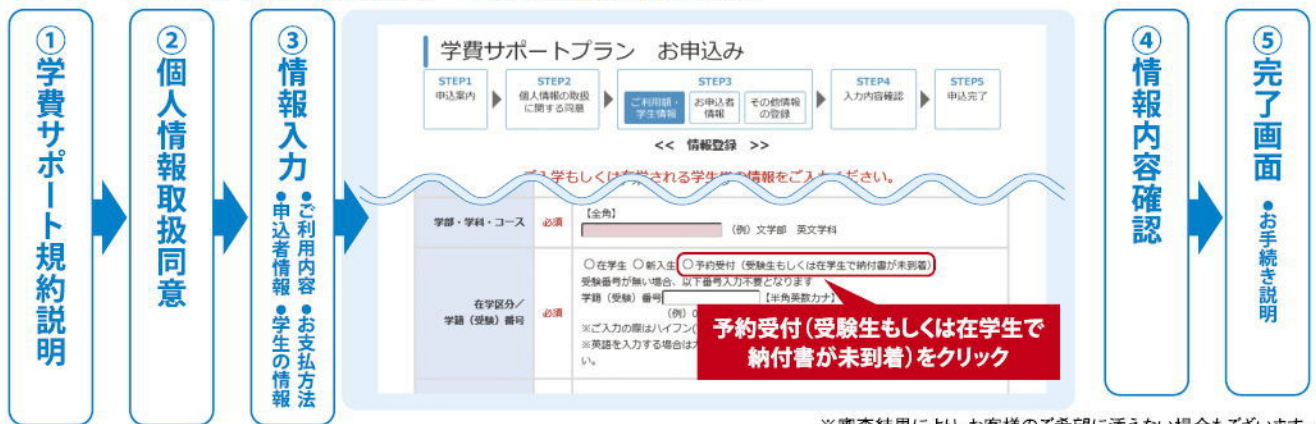 ①学費サポート規約説明
②個人情報取扱同意
③情報入力
●ご利用内容 ●お支払方法
●申込者情報 ●学生の情報
学費サポートプラン お申込み
STEP1
申込案内
STEP2
個人情報の取扱
に関する同意
STEP3
ご利用額・
学生情報
お申込者
情報
その他情報
の登録
STEP4
入力内容確認
STEP5
申込完了
<< 情報登録 >>
学部・学科・コース 必須
【全角】
(例) 文学部 英文学科
在学区分/
学籍(受験)番号
必須
○在学生 ○新入生 ○予約受付(受験生もしくは在学生で納付書が未到着)
受験番号が無い場合、以下番号入力不要となります
学籍(受験)番号 【半角英数カナ】
(例)
※ご入力の際はハイフン(
※英語を入力する場合は
い。
予約受付(受験生もしくは在学生で
納付書が未到着)をクリック
④情報内容確認
⑤完了画面
●お手続き説明